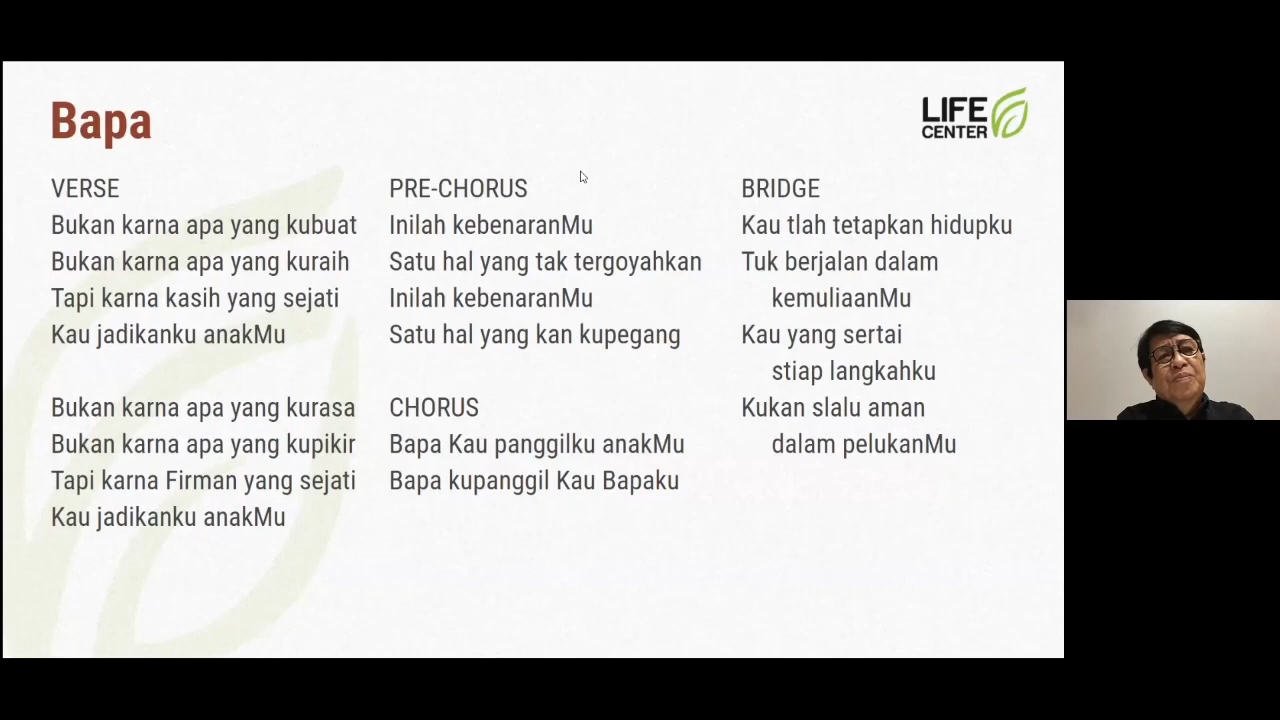 Bapa
LIFE
CENTER
VERSE
Bukan karna apa yang kubuat
Bukan karna apa yang kuraih
Tapi karna kasih yang sejati
Kau jadikanku anakMu
Bukan karna apa yang kurasa
Bukan karna apa yang kupikir
Tapi karna Firman yang sejati
Kau jadikanku anakMu
PRE-CHORUS
Inilah kebenaranMu
Satu hal yang tak tergoyahkan
Inilah kebenaranMu
Satu hal yang kan kupegang
CHORUS
Bapa Kau panggilku anakMu
Bapa kupanggil Kau Bapaku
BRIDGE
Kau tlah tetapkan hidupku
Tuk berjalan dalam
kemuliaanMu
Kau yang sertai
stiap langkahku
Kukan slalu aman
dalam pelukanMu